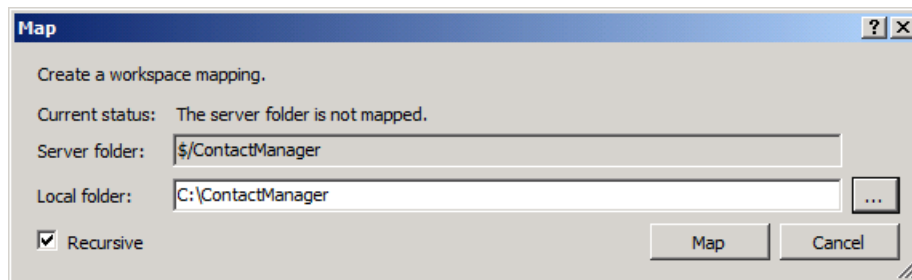 Map
Create a workspace mapping.
Current status: The server folder is not mapped.
Server folder: $/ContactManager
Local folder: C:\ContactManager ...
Recursive Map Cancel